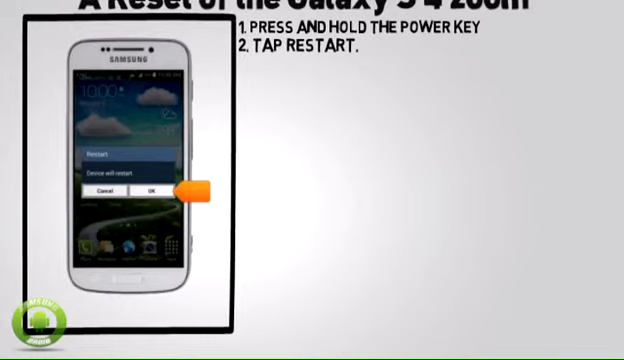 A Reset of the Galaxy S 4 zoom
1. PRESS AND HOLD THE POWER KEY
2. TAP RESTART.
SAMSUNG
10:00
Restart
Device will restart
Cancel OK